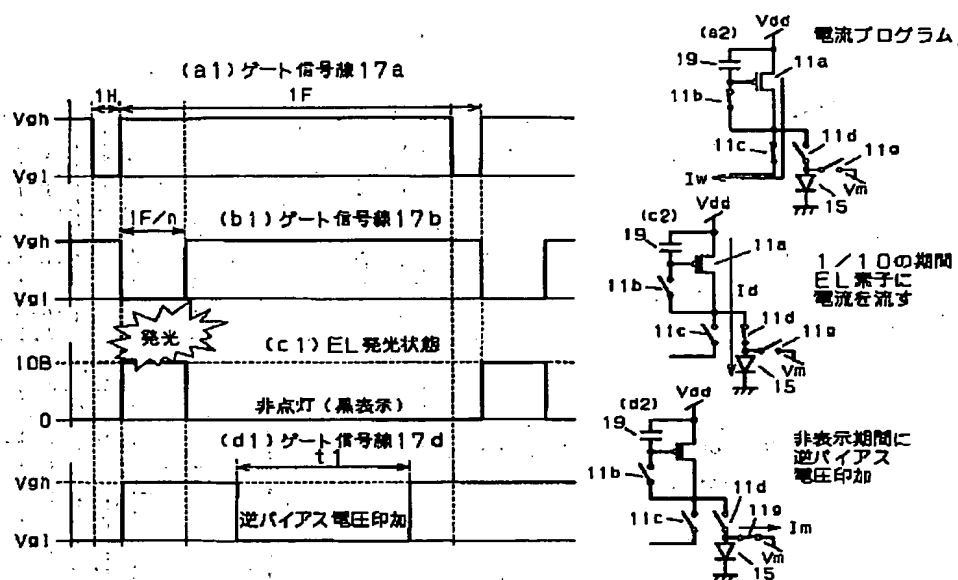 (a1)ゲート信号線17a
1H
1F
Vgh
Vgl
1F/n
(b1)ゲート信号線17b
Vgh
Vgl
発光
(c1)EL発光状態
10B
0
非点灯(黒表示)
(d1)ゲート信号線17d
t1
Vgh
Vgl
逆バイアス電圧印加
(a2)
Vdd
電流プログラム
19
11a
11b
11c
11d
11g
Iw
Vm
15
(c2)
Vdd
19
11a
1/10の期間
EL素子に
電流を流す
11b
Id
11d
11c
11g
Vm
15
(d2)
Vdd
19
非表示期間に
逆バイアス
電圧印加
11b
11d
11c
11g
Im
Vm
15